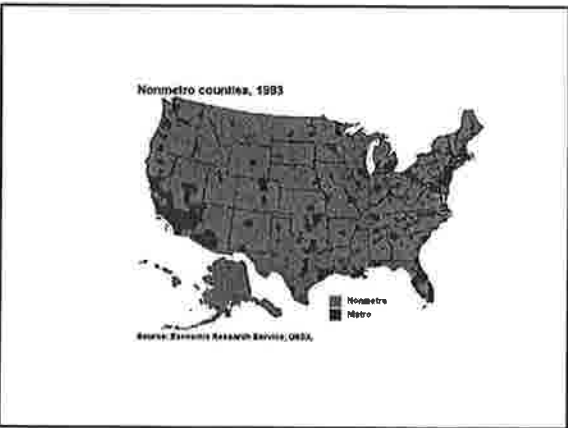 Nonmetro counties, 1993
Nonmetro
Metro
Source: Economic Research Service, USDA.